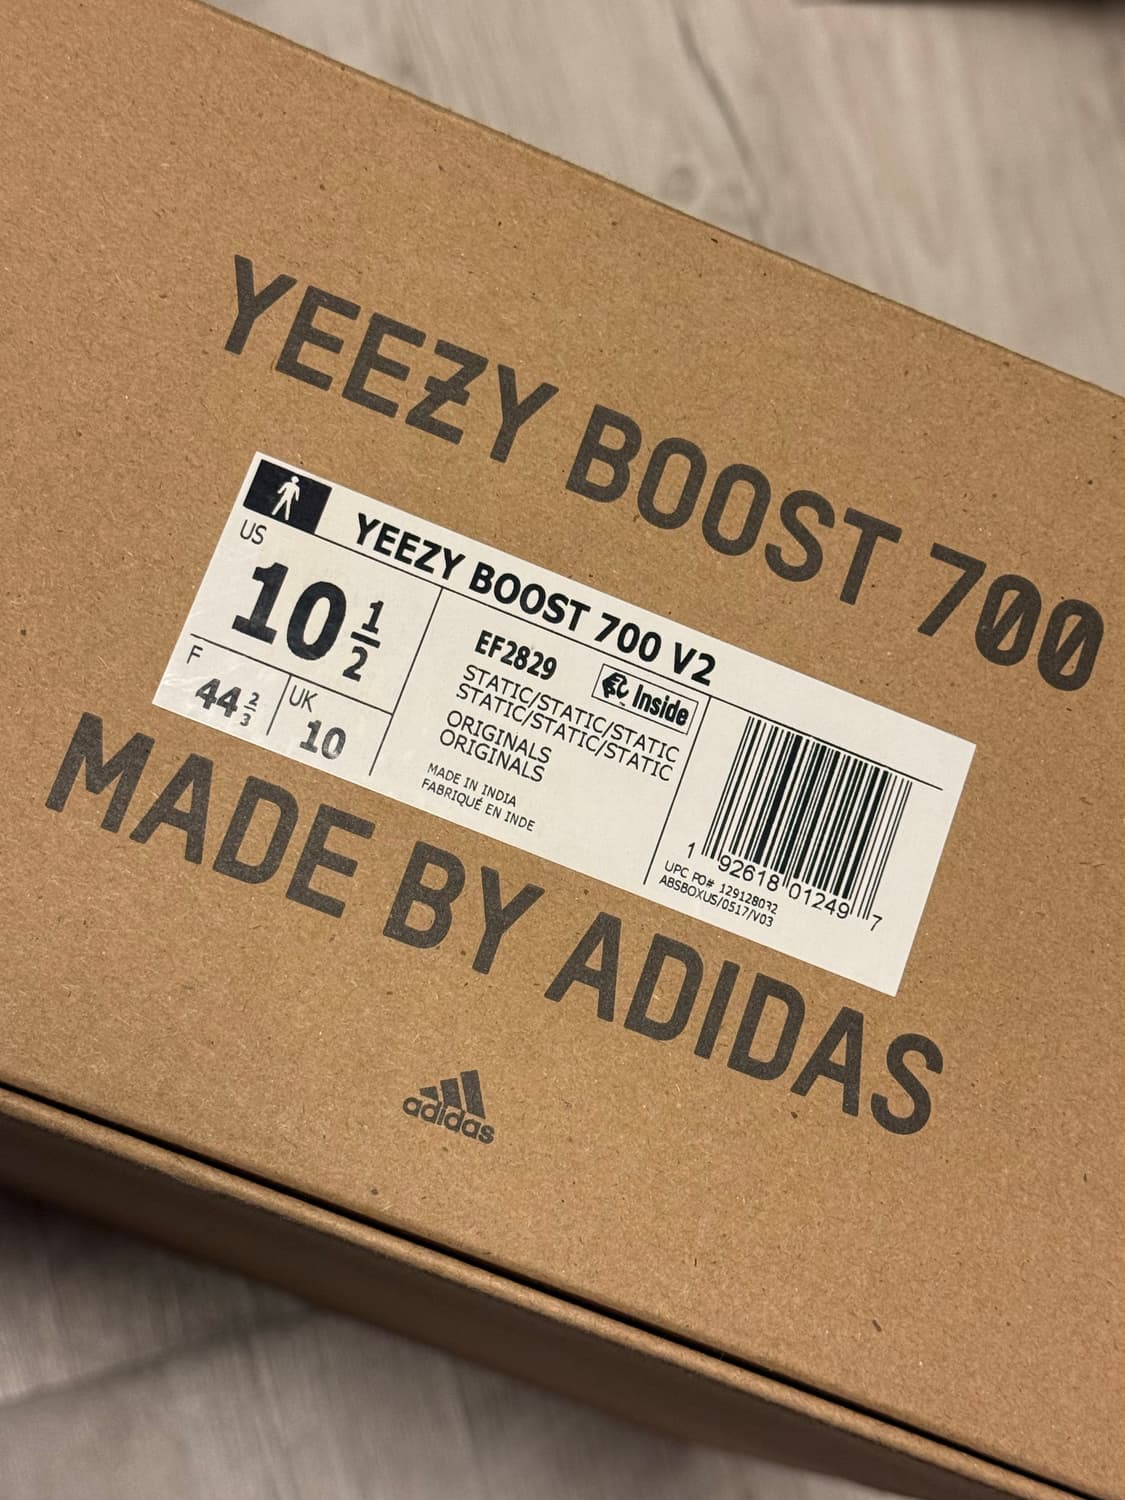 YEEZY BOOST 700
YEEZY BOOST 700 V2
US
10 1/2
F
44 2/3
UK
10
EF2829
Inside
STATIC/STATIC/STATIC
STATIC/STATIC/STATIC
ORIGINALS
ORIGINALS
MADE IN INDIA
FABRIQUÉ EN INDE
1 92618 01249 7
UPC PO# 129128032
ABSBOXUS/0517/V03
MADE BY ADIDAS
adidas